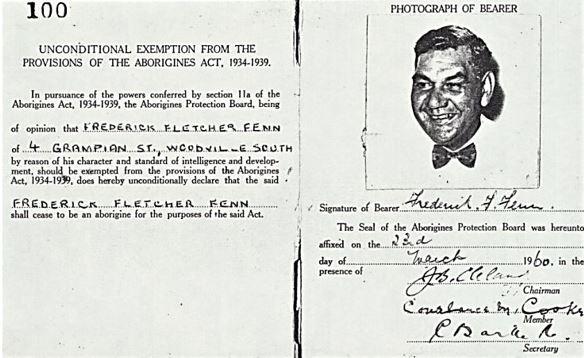 100
UNCONDITIONAL EXEMPTION FROM THE
PROVISIONS OF THE ABORIGINES ACT, 1934-1939.
In pursuance of the powers conferred by section 11a of the
Aborigines Act, 1934-1939, the Aborigines Protection Board, being
of opinion that FREDERICK FLETCHER FENN
of 4 GRAMPIAN ST., WOODVILLE SOUTH
by reason of his character and standard of intelligence and develop-
ment, should be exempted from the provisions of the Aborigines
Act, 1934-1939, does hereby unconditionally declare that the said
FREDERICK FLETCHER FENN
shall cease to be an aborigine for the purposes of the said Act.
PHOTOGRAPH OF BEARER
Signature of Bearer Frederick F. Fenn.
The Seal of the Aborigines Protection Board was hereunto
affixed on the 23rd
day of March 1960. in the
presence of J.B. Cleland
Chairman
Constance M. Cooke
Member
Secretary